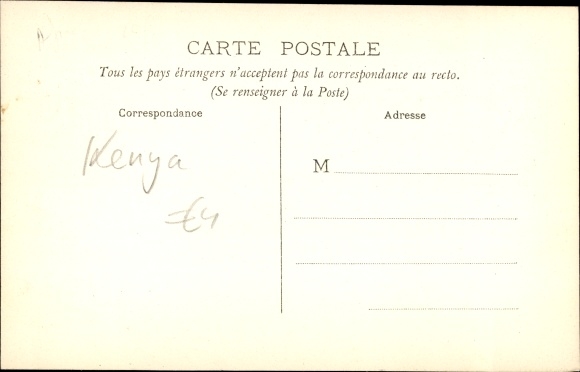 CARTE POSTALE
Tous les pays étrangers n'acceptent pas la correspondance au recto.
(Se renseigner à la Poste)
Correspondance
Adresse
Kenya
M
£4